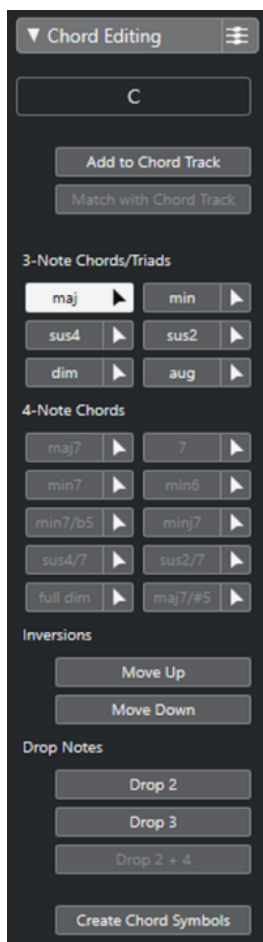 Chord Editing
C
Add to Chord Track
Match with Chord Track
3-Note Chords/Triads
maj min
sus4 sus2
dim aug
4-Note Chords
maj7 7
min7 min6
min7/b5 minj7
sus4/7 sus2/7
full dim maj7/#5
Inversions
Move Up
Move Down
Drop Notes
Drop 2
Drop 3
Drop 2 + 4
Create Chord Symbols